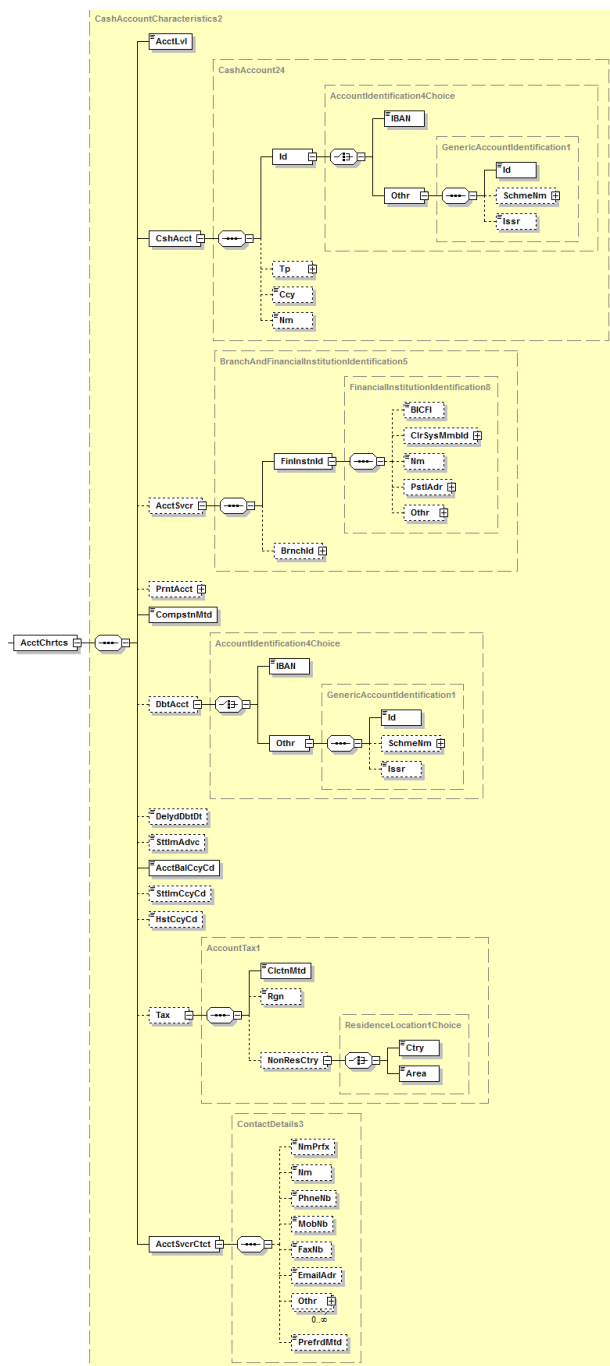 CashAccountCharacteristics2
AcctLvl
CashAccount24
AccountIdentification4Choice
IBAN
GenericAccountIdentification1
Id
Id
Othr
SchmeNm
Issr
CshAcct
Tp
Ccy
Nm
BranchAndFinancialInstitutionIdentification5
FinancialInstitutionIdentification8
BICFI
ClrSysMmbId
FinInstnId
Nm
PstlAdr
AcctSvcr
Othr
BrnchId
PrntAcct
CompstnMtd
AcctChrtcs
AccountIdentification4Choice
IBAN
GenericAccountIdentification1
DbtAcct
Id
Othr
SchmeNm
Issr
DelydDbtDt
SttlmAdvc
AcctBalCcyCd
SttlmCcyCd
HstCcyCd
AccountTax1
ClctnMtd
Rgn
Tax
ResidenceLocation1Choice
Ctry
NonResCtry
Area
ContactDetails3
NmPrfx
Nm
PhneNb
MobNb
AcctSvcrCtct
FaxNb
EmailAdr
Othr
0..∞
PrefrdMtd